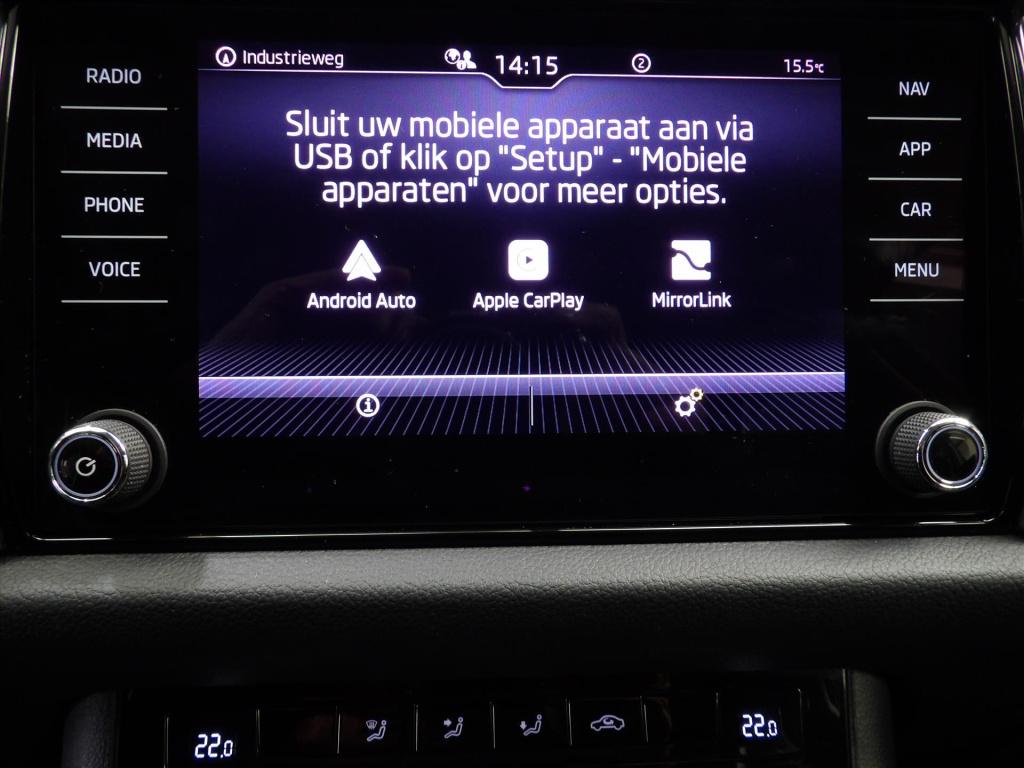 Industrieweg
14:15
2
15.5°C
RADIO
MEDIA
PHONE
VOICE
Sluit uw mobiele apparaat aan via
USB of klik op "Setup" - "Mobiele
apparaten" voor meer opties.
Android Auto
Apple CarPlay
MirrorLink
NAV
APP
CAR
MENU
22.0
22.0